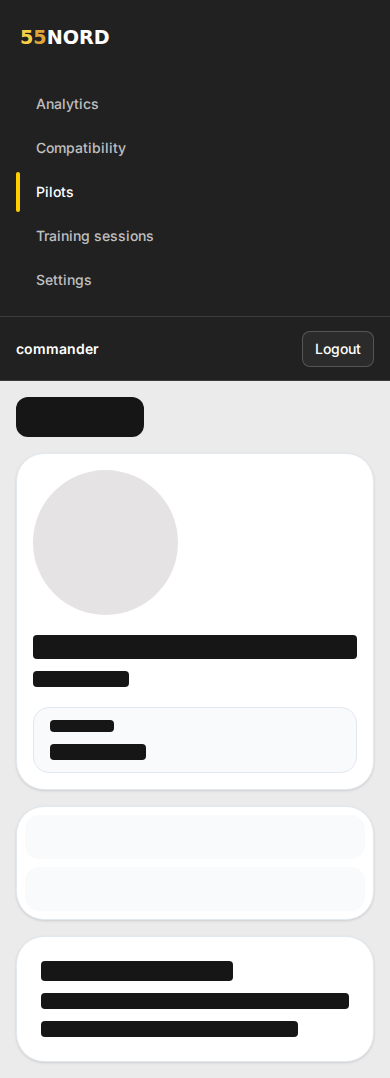 55NORD
Analytics
Compatibility
Pilots
Training sessions
Settings
commander
Logout